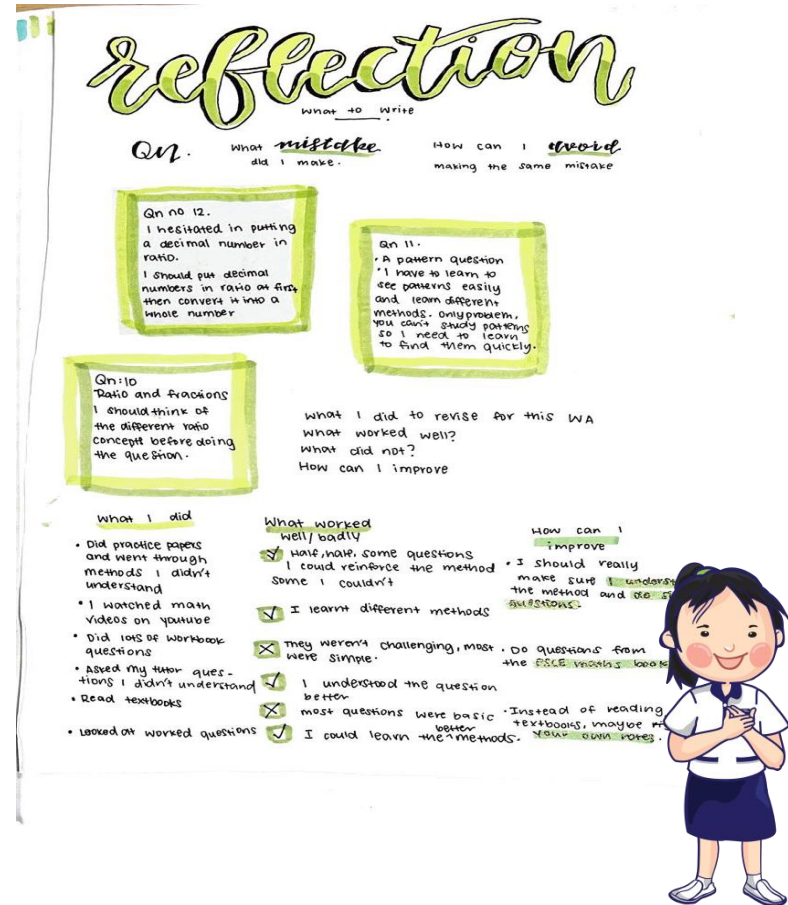 reflection
What to write
Qn.
What mistake
did I make.
How can I avoid
making the same mistake
Qn no 12.
I hesitated in putting
a decimal number in
ratio.
I should put decimal
numbers in ratio at first,
then convert it into a
whole number
Qn 11.
• A pattern question
• I have to learn to
see patterns easily
and learn different
methods. Only problem,
you can't study patterns
so I need to learn
to find them quickly.
Qn:10
Ratio and fractions
I should think of
the different ratio
concepts before doing
the question.
What I did to revise for this WA
What worked well?
What did not?
How can I improve
What I did
• Did practice papers
and went through
methods I didn't
understand
• I watched math
videos on youtube
• Did lots of workbook
questions
• Asked my tutor ques-
tions I didn't understand
• Read textbooks
• Looked at worked questions
What worked
well/badly
Half, half, some questions
I could reinforce the method
some I couldn't
I learnt different methods
They weren't challenging, most
were simple.
I understood the question
better
most questions were basic
I could learn the better methods.
How can I
improve
• I should really
make sure I
the method and do
questions.
• Do questions from
the PSLE maths book
• Instead of reading
textbooks, maybe
your own notes.